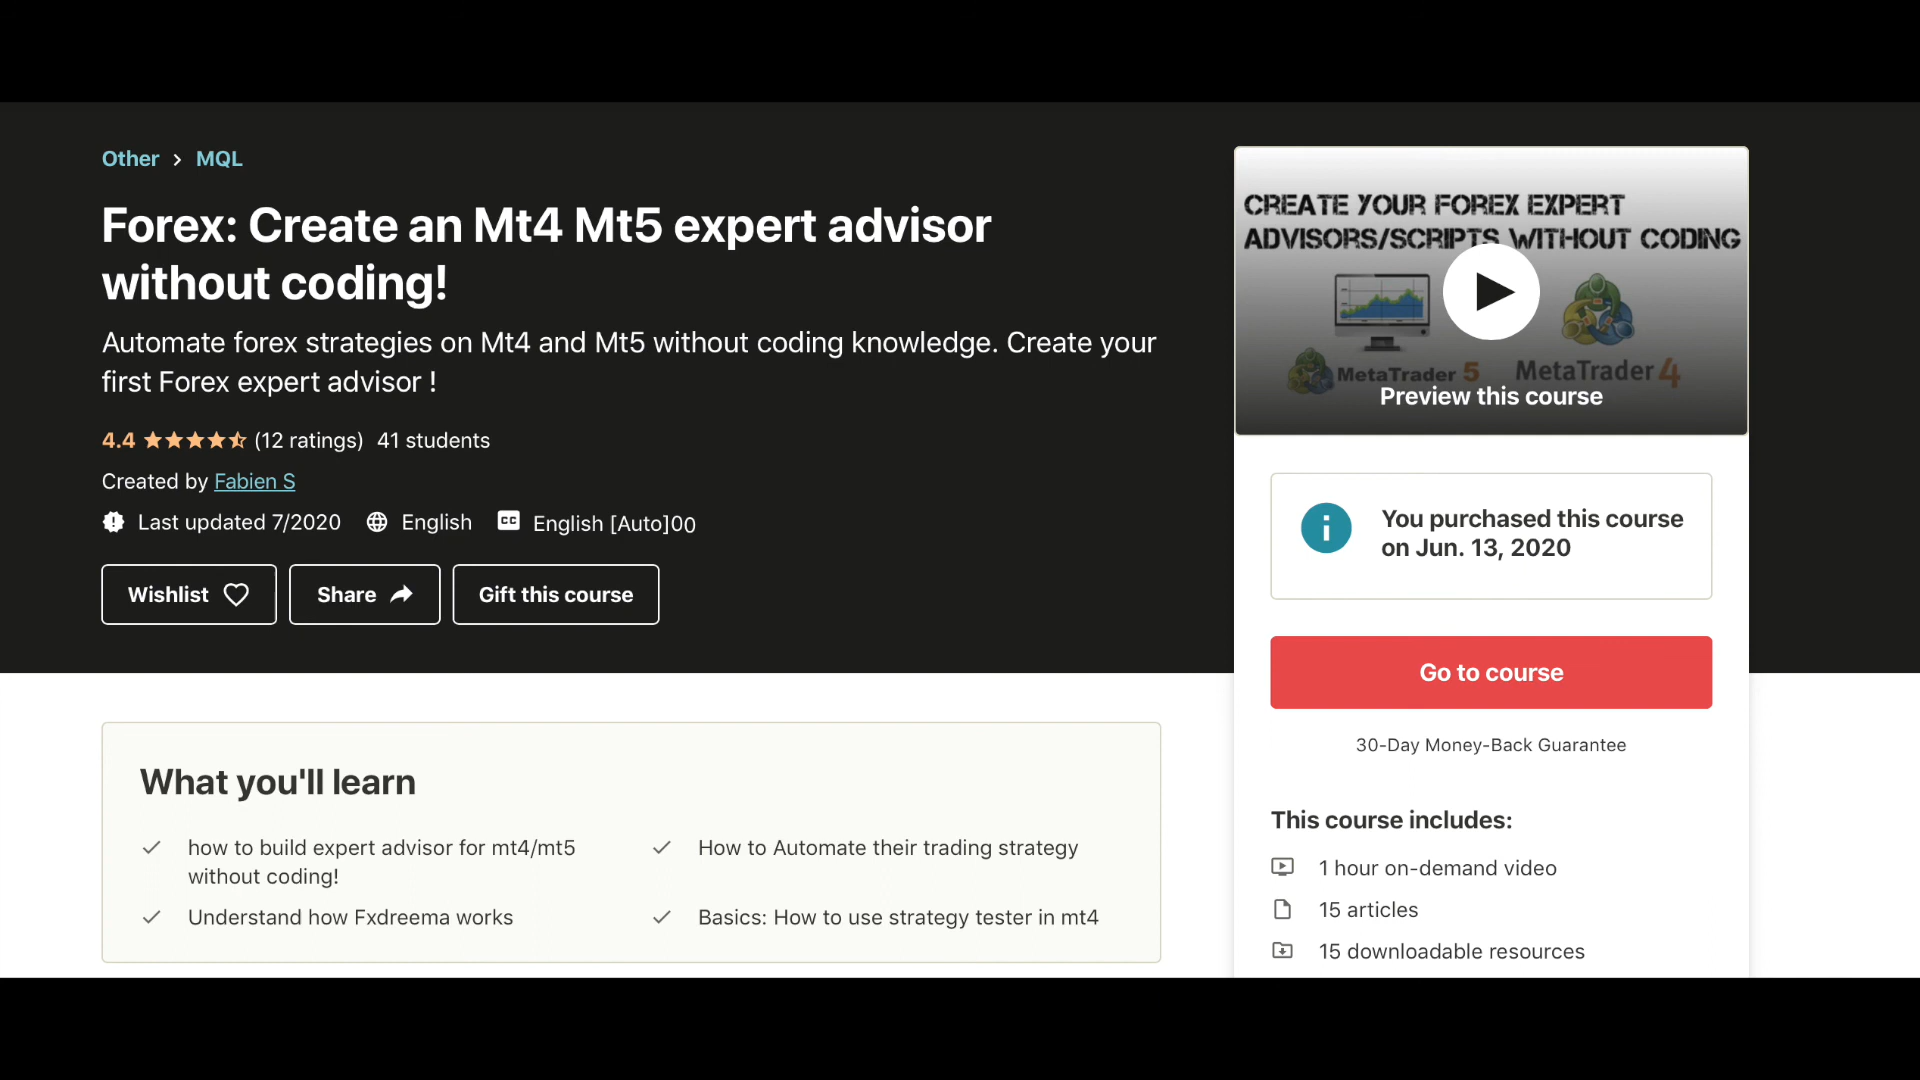 Other > MQL
Forex: Create an Mt4 Mt5 expert advisor
without coding!
Automate forex strategies on Mt4 and Mt5 without coding knowledge. Create your
first Forex expert advisor !
4.4 (12 ratings) 41 students
Created by Fabien S
Last updated 7/2020 English CC English [Auto]00
Wishlist Share Gift this course
What you'll learn
how to build expert advisor for mt4/mt5
without coding!
How to Automate their trading strategy
Understand how Fxdreema works
Basics: How to use strategy tester in mt4
CREATE YOUR FOREX EXPERT
ADVISORS/SCRIPTS WITHOUT CODING
MetaTrader 5 MetaTrader 4
Preview this course
You purchased this course
on Jun. 13, 2020
Go to course
30-Day Money-Back Guarantee
This course includes:
1 hour on-demand video
15 articles
15 downloadable resources